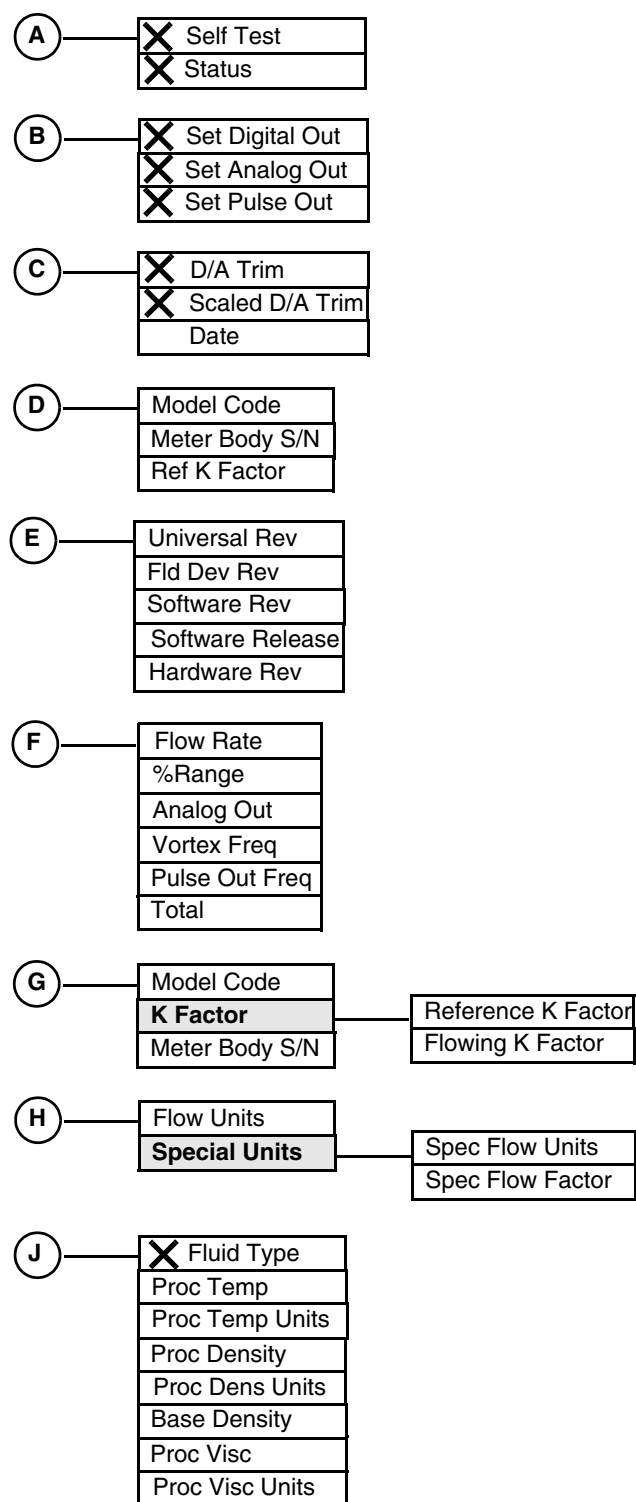 A
Self Test
Status
B
Set Digital Out
Set Analog Out
Set Pulse Out
C
D/A Trim
Scaled D/A Trim
Date
D
Model Code
Meter Body S/N
Ref K Factor
E
Universal Rev
Fld Dev Rev
Software Rev
Software Release
Hardware Rev
F
Flow Rate
%Range
Analog Out
Vortex Freq
Pulse Out Freq
Total
G
Model Code
K Factor
Meter Body S/N
Reference K Factor
Flowing K Factor
H
Flow Units
Special Units
Spec Flow Units
Spec Flow Factor
J
Fluid Type
Proc Temp
Proc Temp Units
Proc Density
Proc Dens Units
Base Density
Proc Visc
Proc Visc Units